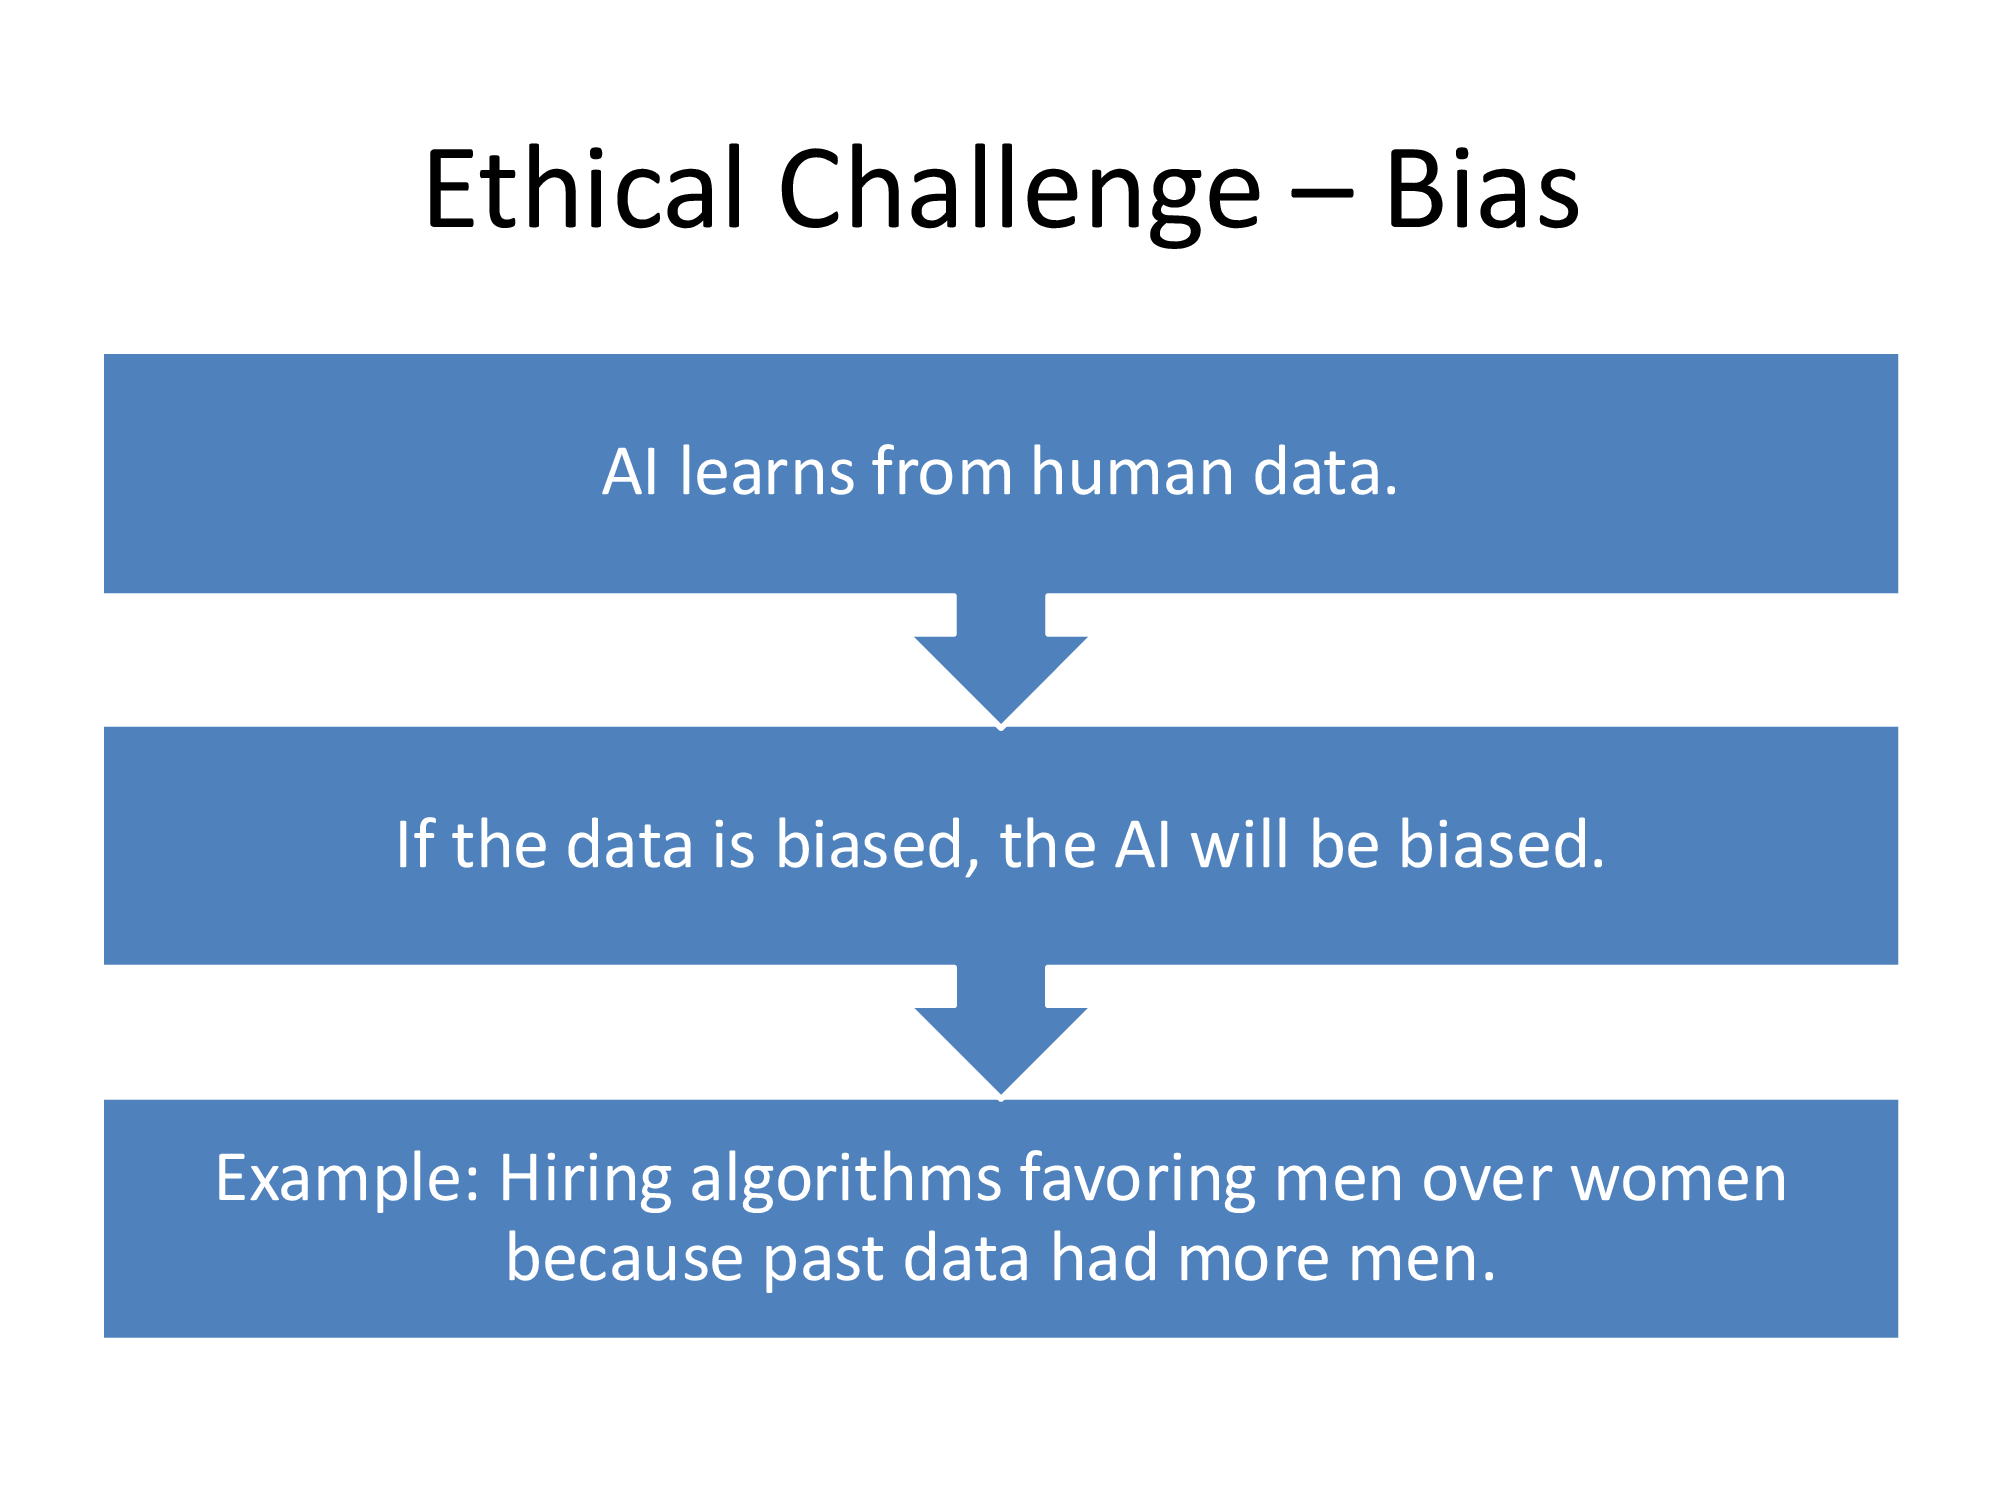 Ethical Challenge – Bias
AI learns from human data.
If the data is biased, the AI will be biased.
Example: Hiring algorithms favoring men over women
because past data had more men.